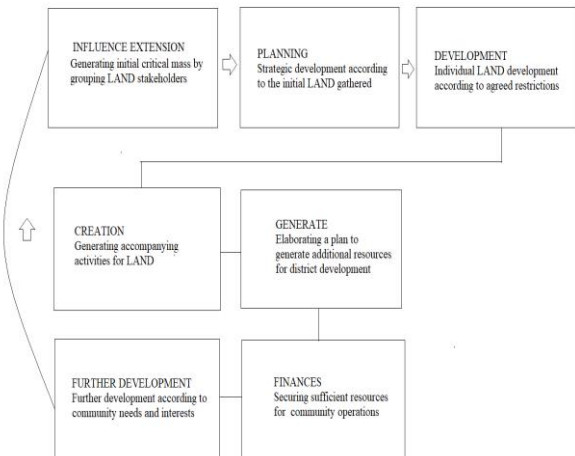 INFLUENCE EXTENSION
Generating initial critical mass by
grouping LAND stakeholders
PLANNING
Strategic development according
to the initial LAND gathered
DEVELOPMENT
Individual LAND development
according to agreed restrictions
CREATION
Generating accompanying
activities for LAND
GENERATE
Elaborating a plan to
generate additional resources
for district development
FURTHER DEVELOPMENT
Further development according to
community needs and interests
FINANCES
Securing sufficient resources
for community operations